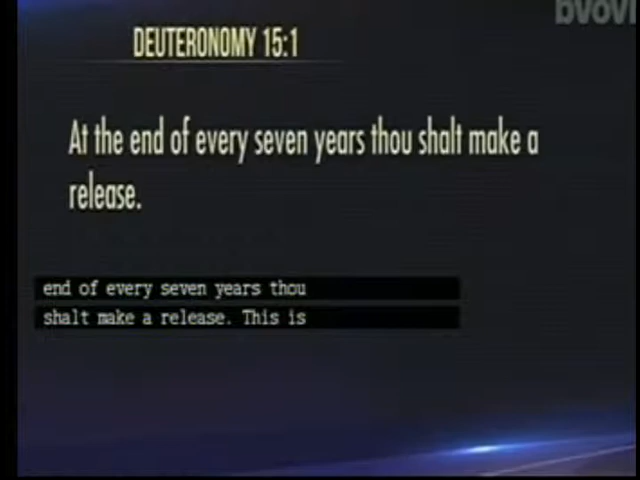 bvovn
DEUTERONOMY 15:1
At the end of every seven years thou shalt make a
release.
end of every seven years thou
shalt make a release. This is